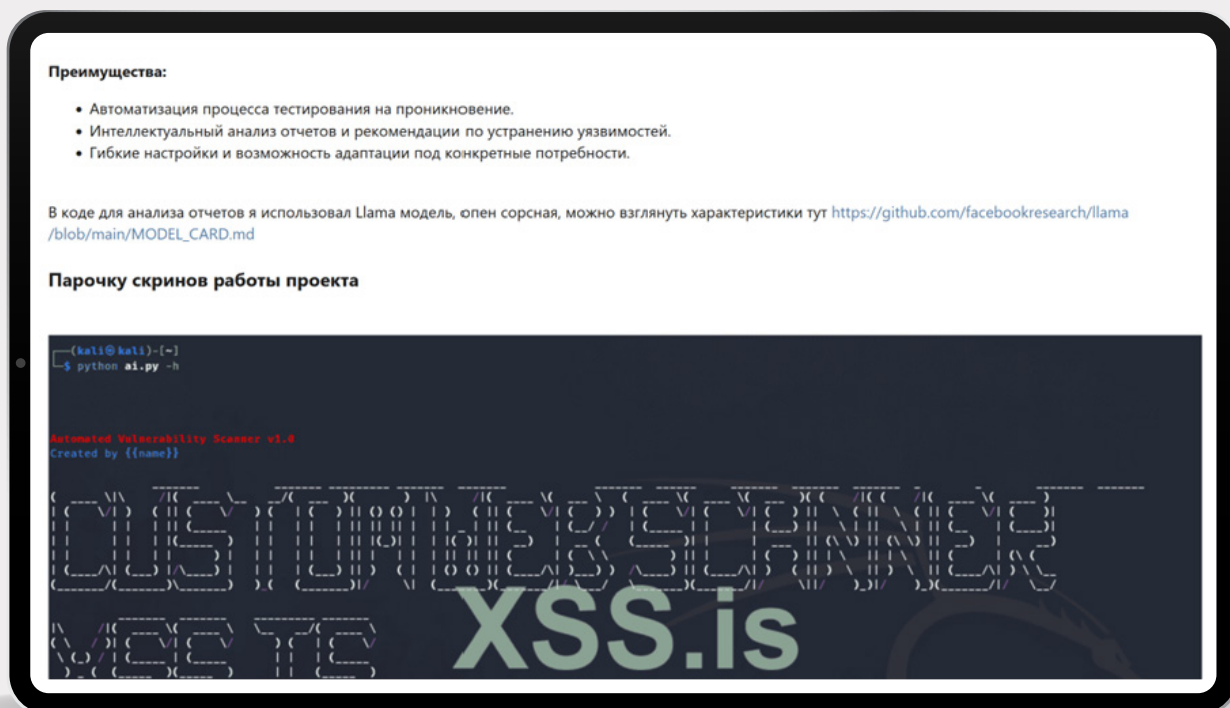 Преимущества:
Автоматизация процесса тестирования на проникновение.
Интеллектуальный анализ отчетов и рекомендации по устранению уязвимостей.
Гибкие настройки и возможность адаптации под конкретные потребности.
В коде для анализа отчетов я использовал Llama модель, опен сорсная, можно взглянуть характеристики тут https://github.com/facebookresearch/llama
/blob/main/MODEL_CARD.md
Парочку скринов работы проекта
(kali㉿kali)-[~]
$ python ai.py -h
Automated Vulnerability Scanner v1.0
Created by {{name}}
CUSTOMWEBSCANNER
XSS.is
XSS IS